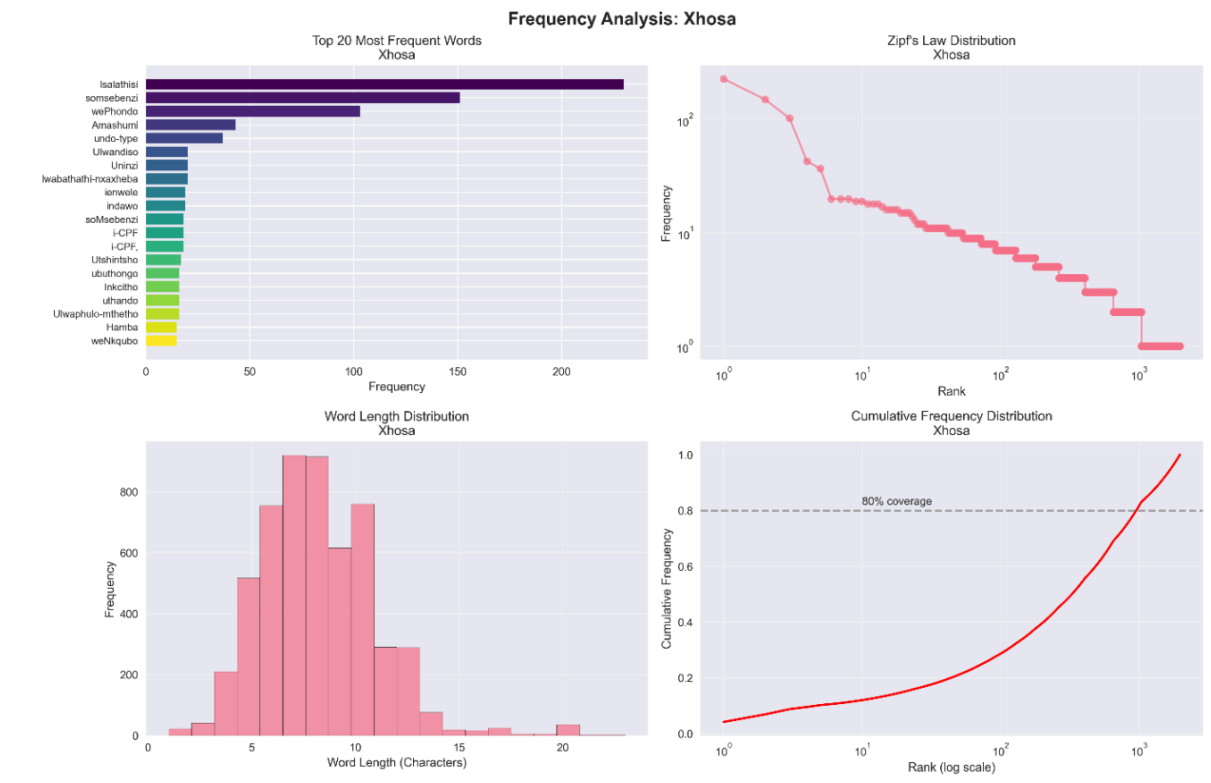 Frequency Analysis: Xhosa
Top 20 Most Frequent Words
Xhosa
Isalathisi
somsebenzi
wePhondo
Amashumi
undo-type
Ulwandiso
Uninzi
Iwabathathi-nxaxheba
ienwele
indawo
soMsebenzi
i-CPF
i-CPF,
Utshintsho
ubuthongo
Inkcitho
uthando
Ulwaphulo-mthetho
Hamba
weNkqubo
0 50 100 150 200
Frequency
Zipf's Law Distribution
Xhosa
Frequency
10²
10¹
10⁰
10⁰ 10¹ 10² 10³
Rank
Word Length Distribution
Xhosa
Frequency
800
600
400
200
0
0 5 10 15 20
Word Length (Characters)
Cumulative Frequency Distribution
Xhosa
Cumulative Frequency
1.0
80% coverage
0.8
0.6
0.4
0.2
0.0
10⁰ 10¹ 10² 10³
Rank (log scale)